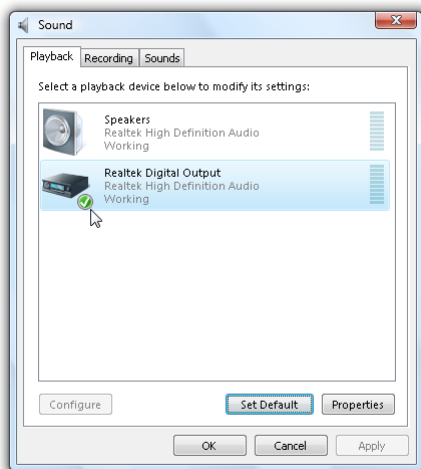 Sound
Playback Recording Sounds
Select a playback device below to modify its settings:
Speakers
Realtek High Definition Audio
Working
Realtek Digital Output
Realtek High Definition Audio
Working
Configure Set Default Properties
OK Cancel Apply